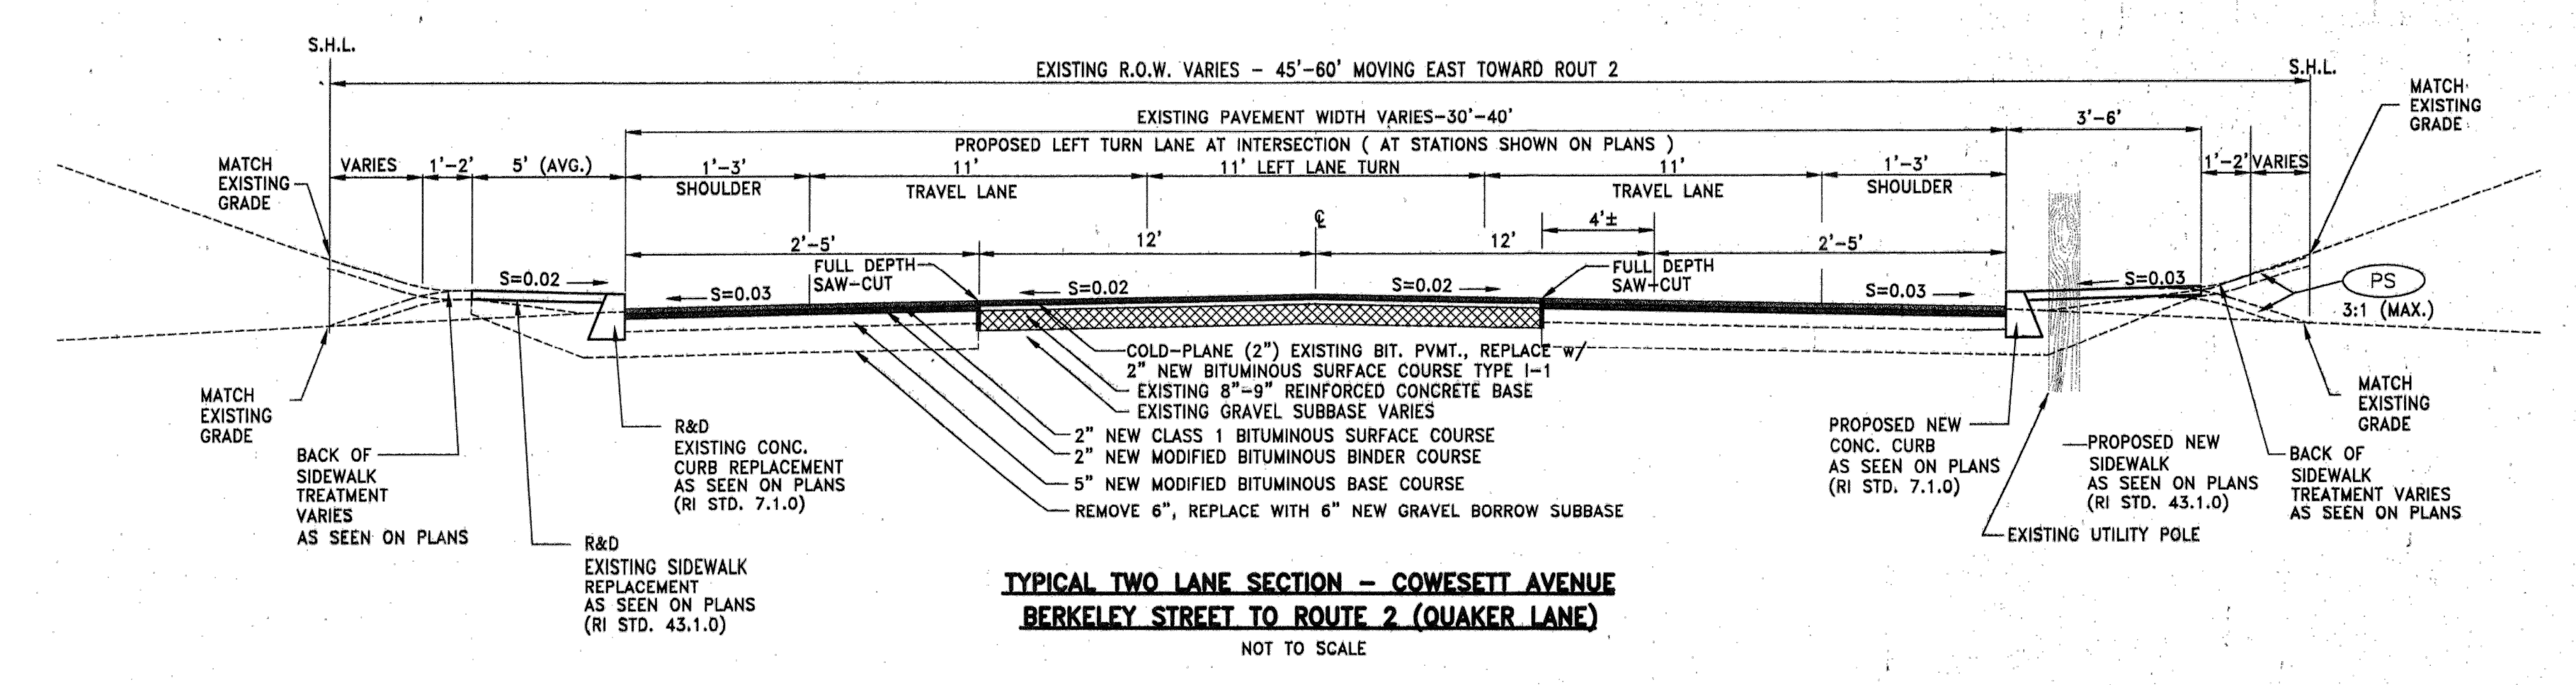 S.H.L.
EXISTING R.O.W. VARIES - 45'-60' MOVING EAST TOWARD ROUT 2
S.H.L.
MATCH
EXISTING
GRADE
EXISTING PAVEMENT WIDTH VARIES-30'-40'
3'-6'
PROPOSED LEFT TURN LANE AT INTERSECTION ( AT STATIONS SHOWN ON PLANS )
MATCH
EXISTING
GRADE
VARIES
1'-2'
5' (AVG.)
1'-3'
SHOULDER
11'
TRAVEL LANE
11' LEFT LANE TURN
11'
TRAVEL LANE
1'-3'
SHOULDER
1'-2'
VARIES
℄
4'±
2'-5'
12'
12'
2'-5'
FULL DEPTH
SAW-CUT
FULL DEPTH
SAW-CUT
S=0.02
S=0.03
S=0.02
S=0.02
S=0.03
S=0.03
PS
3:1 (MAX.)
COLD-PLANE (2") EXISTING BIT. PVMT., REPLACE w/
2" NEW BITUMINOUS SURFACE COURSE TYPE I-1
EXISTING 8"-9" REINFORCED CONCRETE BASE
EXISTING GRAVEL SUBBASE VARIES
2" NEW CLASS 1 BITUMINOUS SURFACE COURSE
2" NEW MODIFIED BITUMINOUS BINDER COURSE
5" NEW MODIFIED BITUMINOUS BASE COURSE
REMOVE 6", REPLACE WITH 6" NEW GRAVEL BORROW SUBBASE
MATCH
EXISTING
GRADE
BACK OF
SIDEWALK
TREATMENT
VARIES
AS SEEN ON PLANS
R&D
EXISTING CONC.
CURB REPLACEMENT
AS SEEN ON PLANS
(RI STD. 7.1.0)
R&D
EXISTING SIDEWALK
REPLACEMENT
AS SEEN ON PLANS
(RI STD. 43.1.0)
PROPOSED NEW
CONC. CURB
AS SEEN ON PLANS
(RI STD. 7.1.0)
PROPOSED NEW
SIDEWALK
AS SEEN ON PLANS
(RI STD. 43.1.0)
EXISTING UTILITY POLE
MATCH
EXISTING
GRADE
BACK OF
SIDEWALK
TREATMENT VARIES
AS SEEN ON PLANS
TYPICAL TWO LANE SECTION - COWESETT AVENUE
BERKELEY STREET TO ROUTE 2 (QUAKER LANE)
NOT TO SCALE